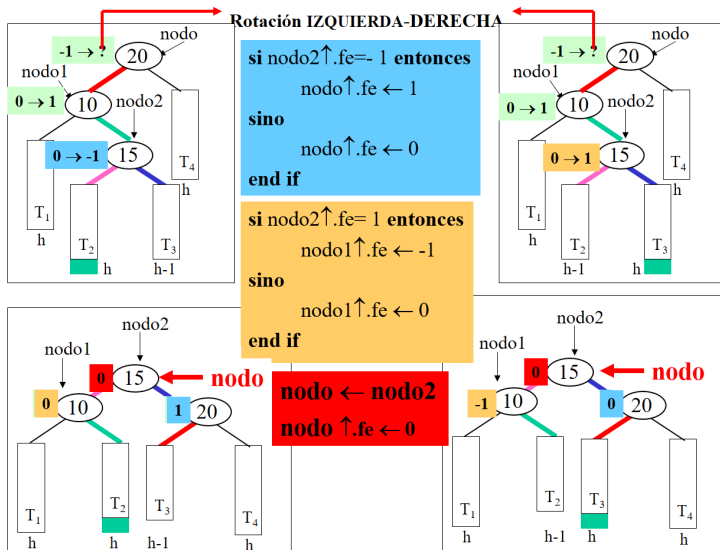 Rotación IZQUIERDA-DERECHA
-1 → ?
nodo
20
nodo1
0 → 1
10
nodo2
0 → -1
15
T4
h
T1
h
T2
h
T3
h-1
si nodo2↑.fe=- 1 entonces
nodo↑.fe ← 1
sino
nodo↑.fe ← 0
end if
si nodo2↑.fe= 1 entonces
nodo1↑.fe ← -1
sino
nodo1↑.fe ← 0
end if
nodo ← nodo2
nodo ↑.fe ← 0
-1 → ?
nodo
20
nodo1
0 → 1
10
nodo2
0 → 1
15
T4
h
T1
h
T2
h-1
T3
h
nodo2
nodo1
0
15
nodo
0
10
1
20
T1
h
T2
h
T3
h-1
T4
h
nodo2
nodo1
0
15
nodo
-1
10
0
20
T1
h
T2
h-1
T3
h
T4
h